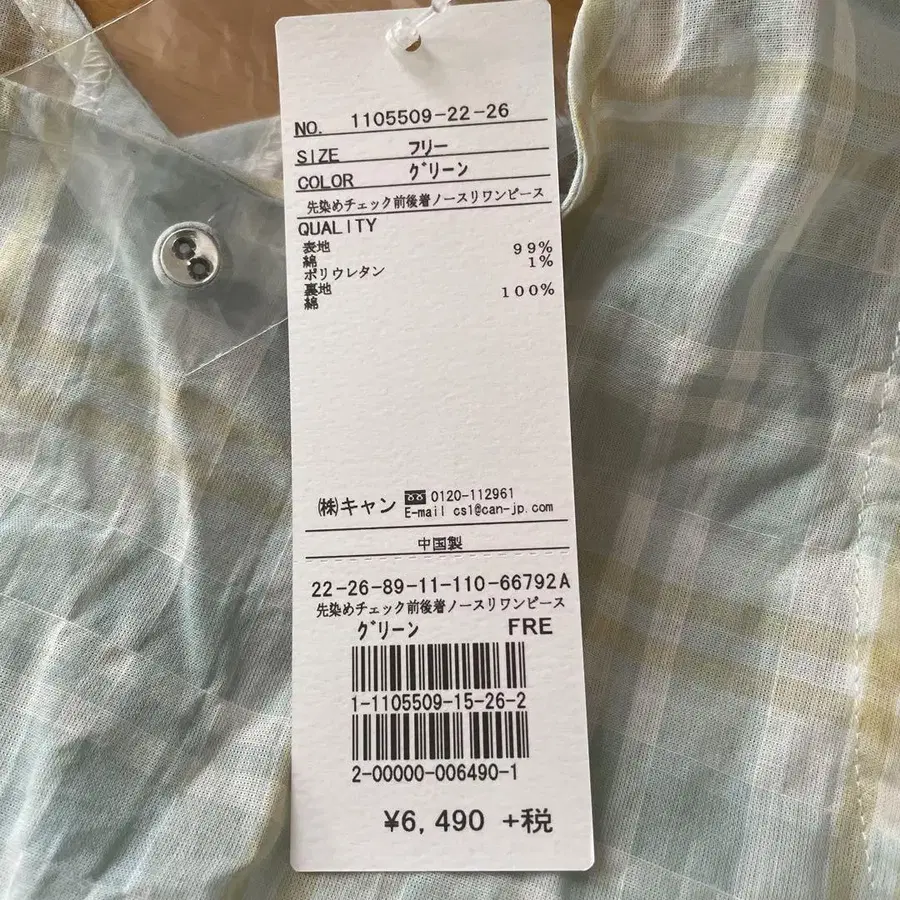 NO. 1105509-22-26
SIZE フリー
COLOR グリーン
先染めチェック前後着ノースリワンピース
QUALITY
表地
綿 99%
ポリウレタン 1%
裏地
綿 100%
㈱キャン 0120-112961
E-mail cs1@can-jp.com
中国製
22-26-89-11-110-66792A
先染めチェック前後着ノースリワンピース
グリーン FRE
1-1105509-15-26-2
2-00000-006490-1
¥6,490 +税